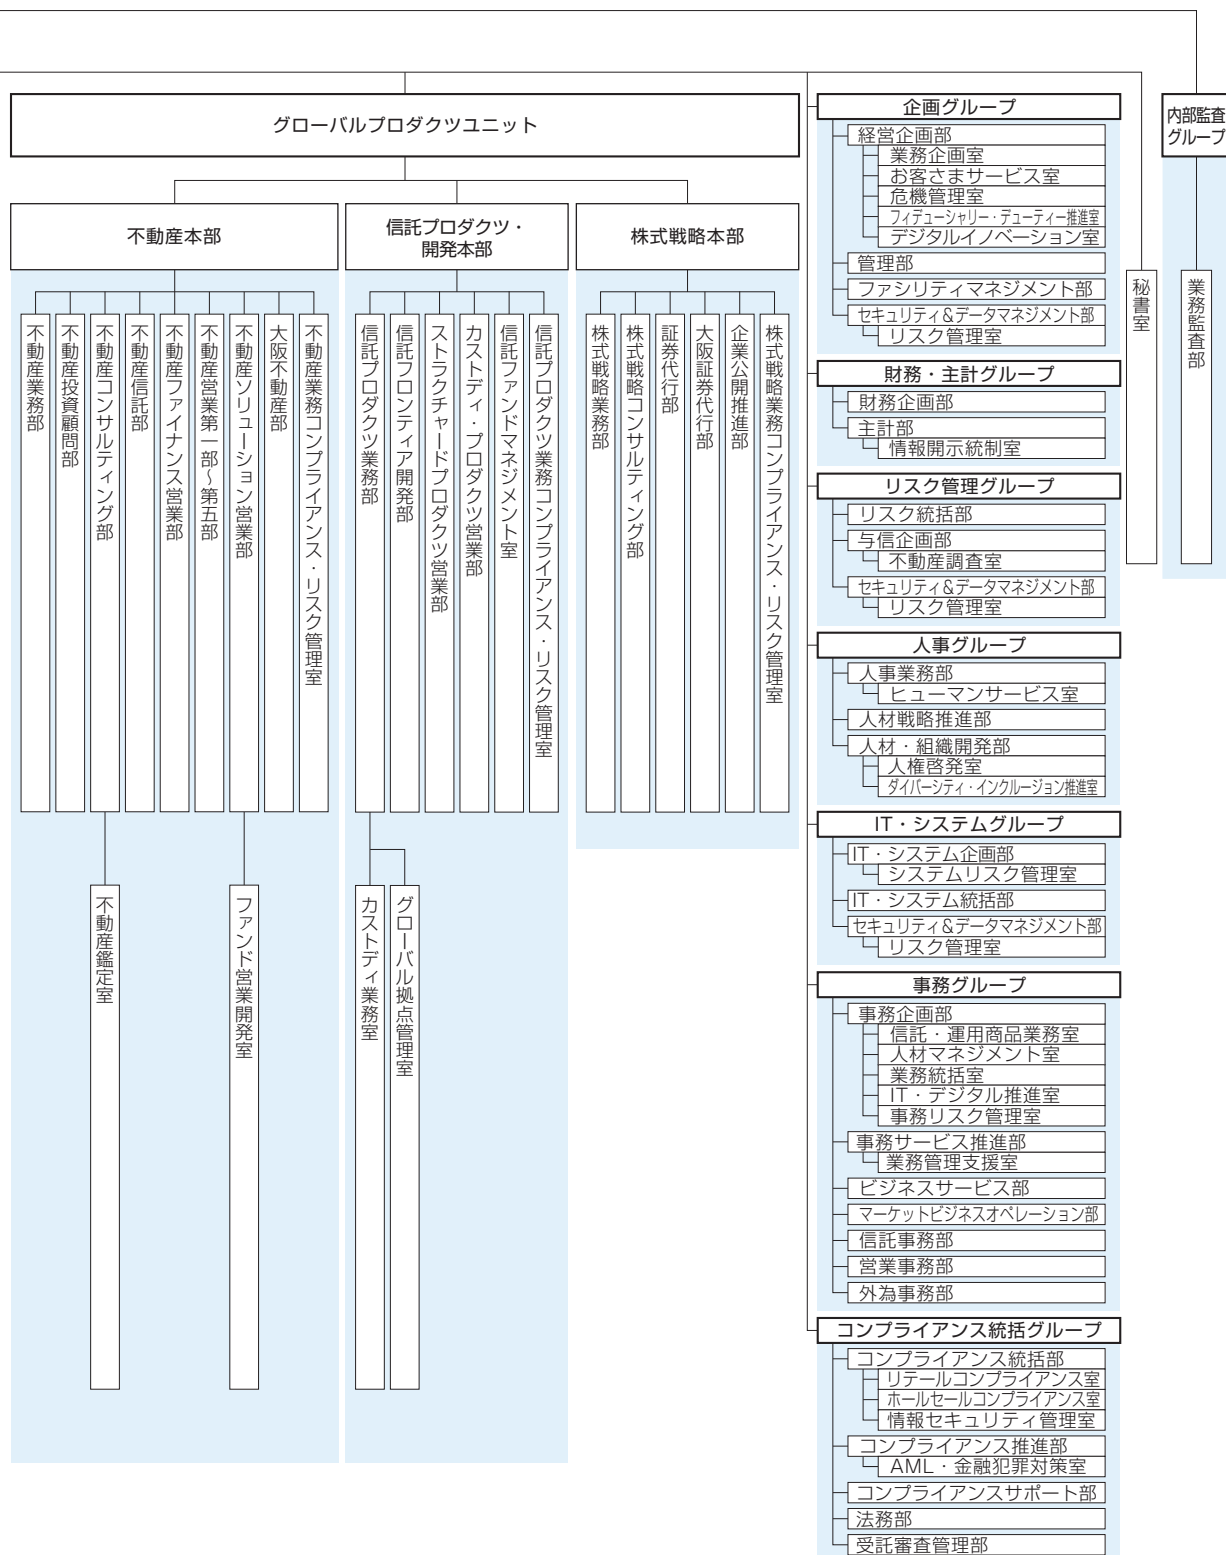 グローバルプロダクツユニット
不動産本部
不動産業務部
不動産投資顧問部
不動産コンサルティング部
不動産信託部
不動産ファイナンス営業部
不動産営業第一部～第五部
不動産ソリューション営業部
大阪不動産部
不動産業務コンプライアンス・リスク管理室
不動産鑑定室
ファンド営業開発室
信託プロダクツ・
開発本部
信託プロダクツ業務部
信託フロンティア開発部
ストラクチャードプロダクツ営業部
カストディ・プロダクツ営業部
信託ファンドマネジメント室
信託プロダクツ業務コンプライアンス・リスク管理室
カストディ業務室
グローバル拠点管理室
株式戦略本部
株式戦略業務部
株式戦略コンサルティング部
証券代行部
大阪証券代行部
企業公開推進部
株式戦略業務コンプライアンス・リスク管理室
企画グループ
経営企画部
業務企画室
お客さまサービス室
危機管理室
フィデューシャリー・デューティー推進室
デジタルイノベーション室
管理部
ファシリティマネジメント部
セキュリティ&データマネジメント部
リスク管理室
財務・主計グループ
財務企画部
主計部
情報開示統制室
リスク管理グループ
リスク統括部
与信企画部
不動産調査室
セキュリティ&データマネジメント部
リスク管理室
人事グループ
人事業務部
ヒューマンサービス室
人材戦略推進部
人材・組織開発部
人権啓発室
ダイバーシティ・インクルージョン推進室
IT・システムグループ
IT・システム企画部
システムリスク管理室
IT・システム統括部
セキュリティ&データマネジメント部
リスク管理室
事務グループ
事務企画部
信託・運用商品業務室
人材マネジメント室
業務統括室
IT・デジタル推進室
事務リスク管理室
事務サービス推進部
業務管理支援室
ビジネスサービス部
マーケットビジネスオペレーション部
信託事務部
営業事務部
外為事務部
コンプライアンス統括グループ
コンプライアンス統括部
リテールコンプライアンス室
ホールセールコンプライアンス室
情報セキュリティ管理室
コンプライアンス推進部
AML・金融犯罪対策室
コンプライアンスサポート部
法務部
受託審査管理部
秘書室
内部監査
グループ
業務監査部